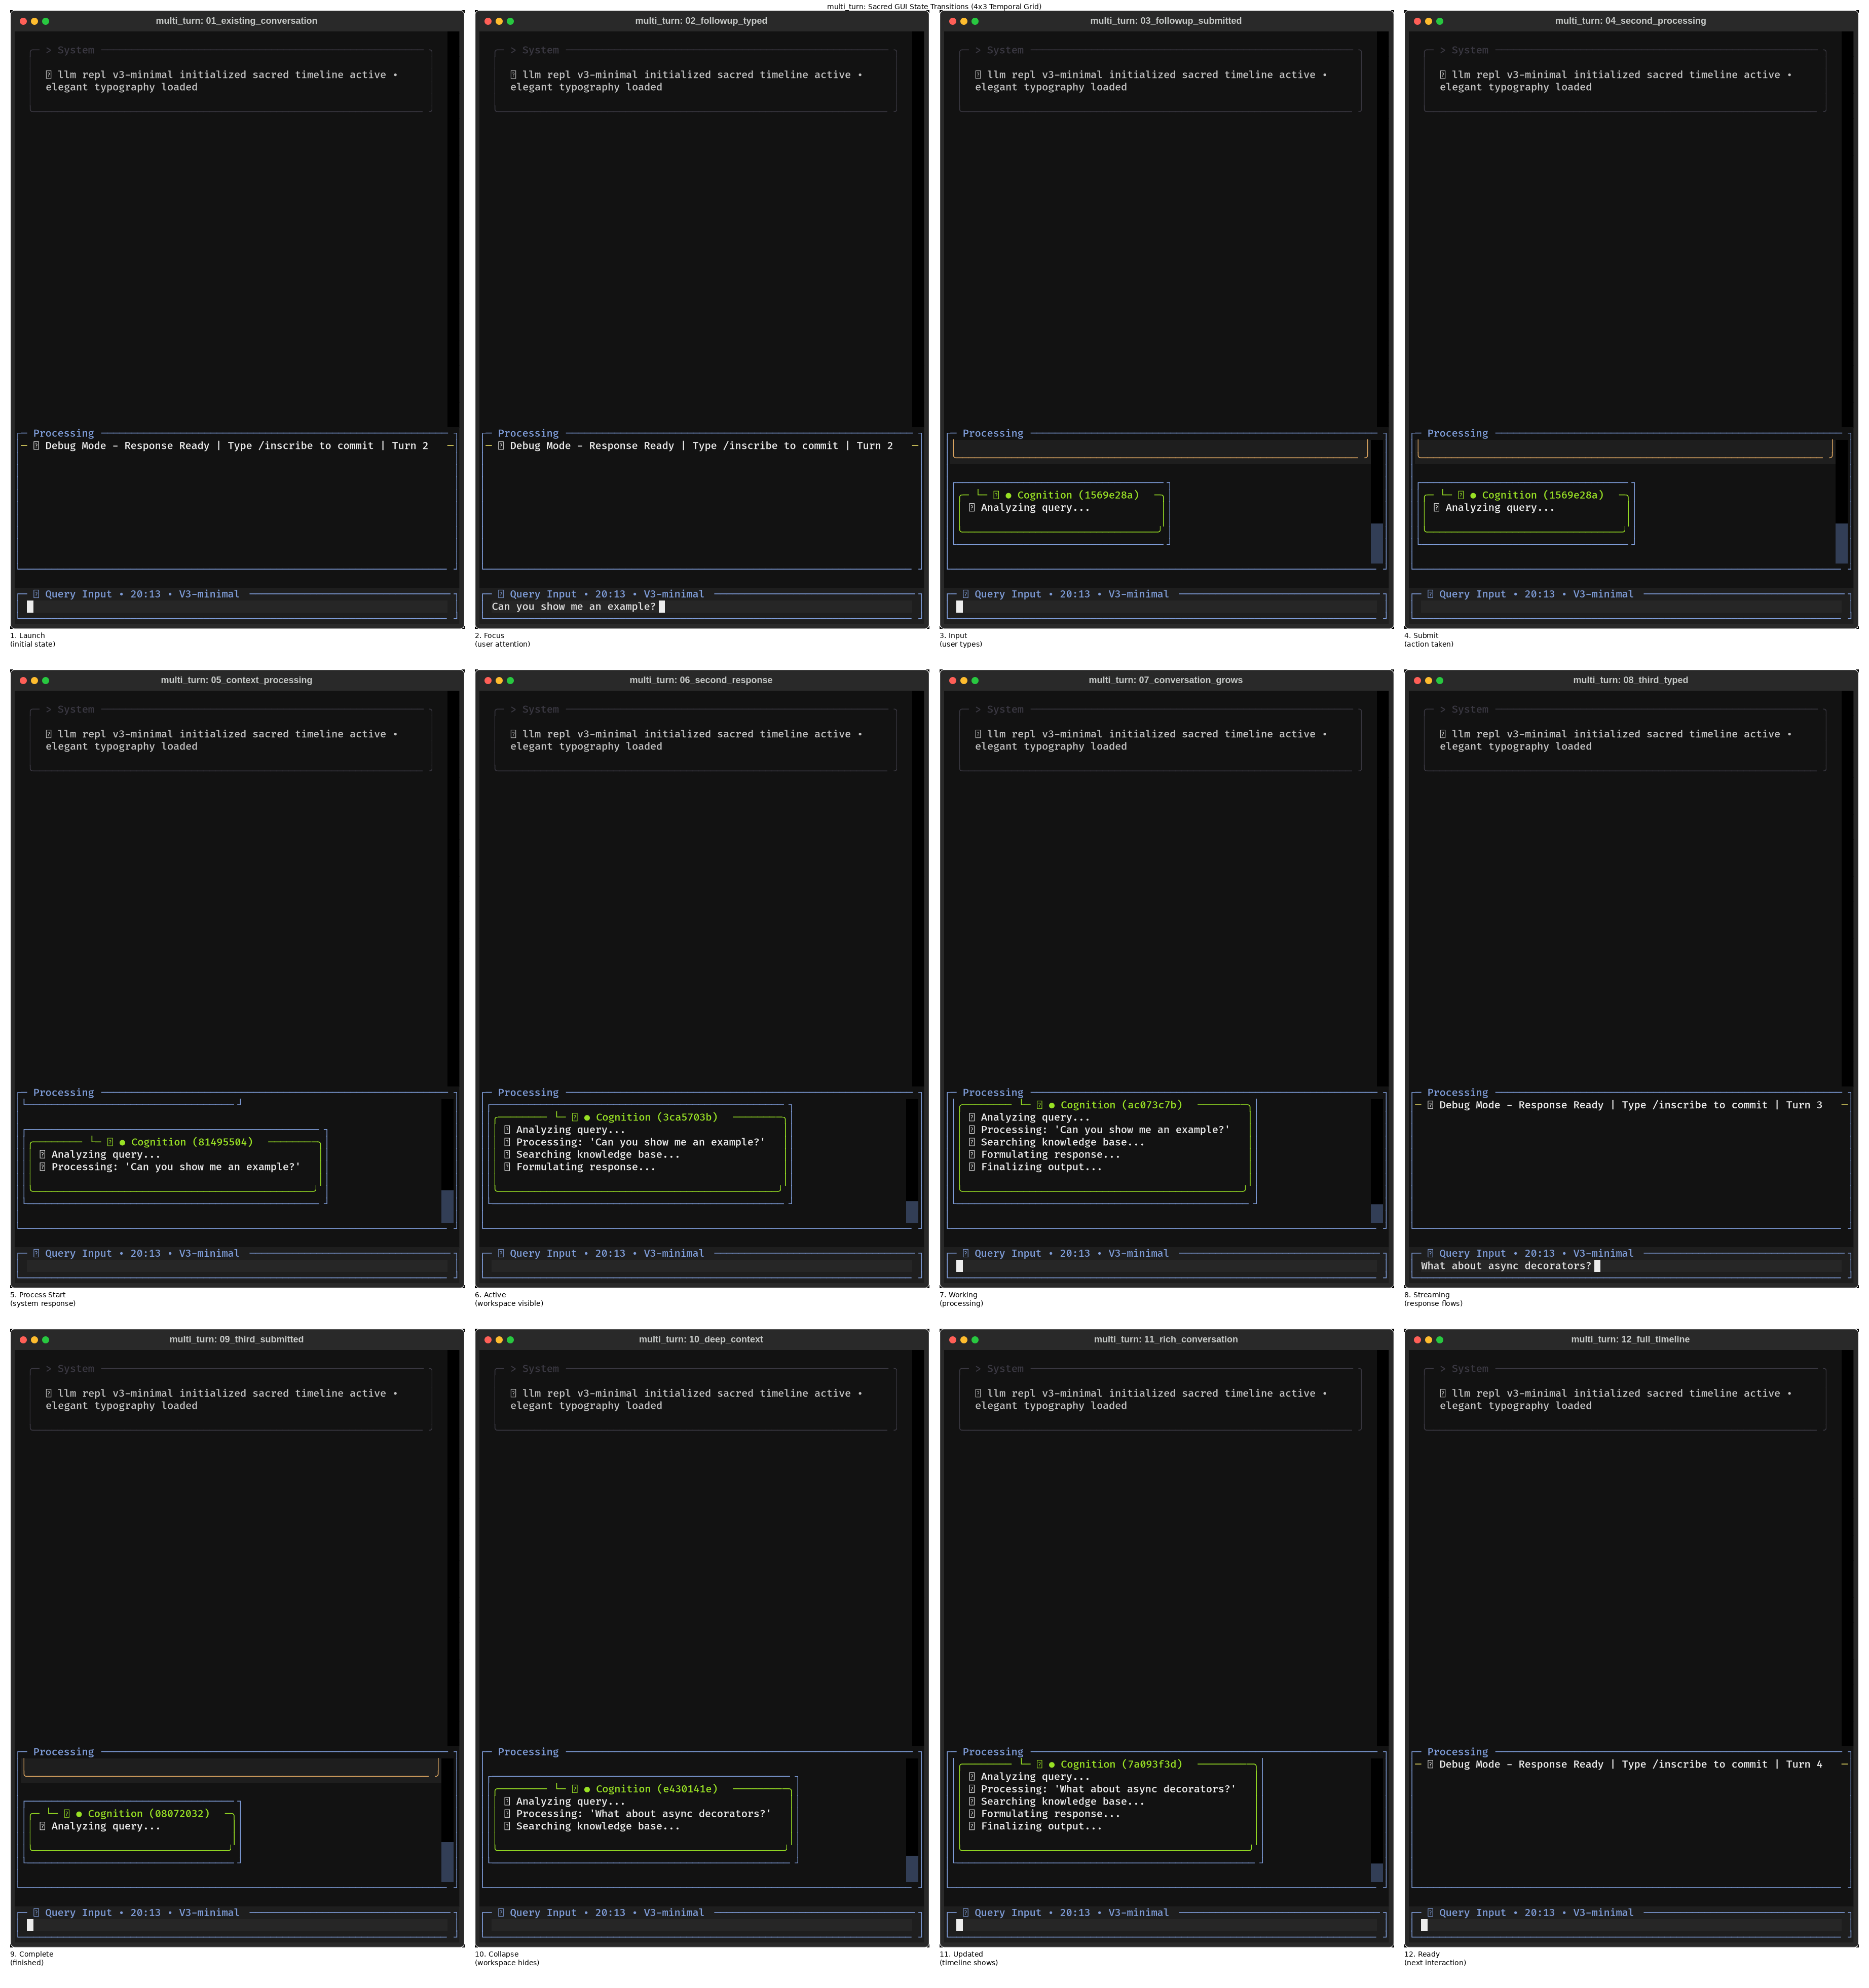 multi_turn: Sacred GUI State Transitions (4x3 Temporal Grid)
multi_turn: 01_existing_conversation
> System
llm repl v3-minimal initialized sacred timeline active •
elegant typography loaded
Processing
Debug Mode - Response Ready | Type /inscribe to commit | Turn 2
Query Input • 20:13 • V3-minimal
1. Launch
(initial state)
multi_turn: 02_followup_typed
> System
llm repl v3-minimal initialized sacred timeline active •
elegant typography loaded
Processing
Debug Mode - Response Ready | Type /inscribe to commit | Turn 2
Query Input • 20:13 • V3-minimal
Can you show me an example?
2. Focus
(user attention)
multi_turn: 03_followup_submitted
> System
llm repl v3-minimal initialized sacred timeline active •
elegant typography loaded
Processing
● Cognition (1569e28a)
Analyzing query...
Query Input • 20:13 • V3-minimal
3. Input
(user types)
multi_turn: 04_second_processing
> System
llm repl v3-minimal initialized sacred timeline active •
elegant typography loaded
Processing
● Cognition (1569e28a)
Analyzing query...
Query Input • 20:13 • V3-minimal
4. Submit
(action taken)
multi_turn: 05_context_processing
> System
llm repl v3-minimal initialized sacred timeline active •
elegant typography loaded
Processing
● Cognition (81495504)
Analyzing query...
Processing: 'Can you show me an example?'
Query Input • 20:13 • V3-minimal
5. Process Start
(system response)
multi_turn: 06_second_response
> System
llm repl v3-minimal initialized sacred timeline active •
elegant typography loaded
Processing
● Cognition (3ca5703b)
Analyzing query...
Processing: 'Can you show me an example?'
Searching knowledge base...
Formulating response...
Query Input • 20:13 • V3-minimal
6. Active
(workspace visible)
multi_turn: 07_conversation_grows
> System
llm repl v3-minimal initialized sacred timeline active •
elegant typography loaded
Processing
● Cognition (ac073c7b)
Analyzing query...
Processing: 'Can you show me an example?'
Searching knowledge base...
Formulating response...
Finalizing output...
Query Input • 20:13 • V3-minimal
7. Working
(processing)
multi_turn: 08_third_typed
> System
llm repl v3-minimal initialized sacred timeline active •
elegant typography loaded
Processing
Debug Mode - Response Ready | Type /inscribe to commit | Turn 3
Query Input • 20:13 • V3-minimal
What about async decorators?
8. Streaming
(response flows)
multi_turn: 09_third_submitted
> System
llm repl v3-minimal initialized sacred timeline active •
elegant typography loaded
Processing
● Cognition (08072032)
Analyzing query...
Query Input • 20:13 • V3-minimal
9. Complete
(finished)
multi_turn: 10_deep_context
> System
llm repl v3-minimal initialized sacred timeline active •
elegant typography loaded
Processing
● Cognition (e430141e)
Analyzing query...
Processing: 'What about async decorators?'
Searching knowledge base...
Query Input • 20:13 • V3-minimal
10. Collapse
(workspace hides)
multi_turn: 11_rich_conversation
> System
llm repl v3-minimal initialized sacred timeline active •
elegant typography loaded
Processing
● Cognition (7a093f3d)
Analyzing query...
Processing: 'What about async decorators?'
Searching knowledge base...
Formulating response...
Finalizing output...
Query Input • 20:13 • V3-minimal
11. Updated
(timeline shows)
multi_turn: 12_full_timeline
> System
llm repl v3-minimal initialized sacred timeline active •
elegant typography loaded
Processing
Debug Mode - Response Ready | Type /inscribe to commit | Turn 4
Query Input • 20:13 • V3-minimal
12. Ready
(next interaction)